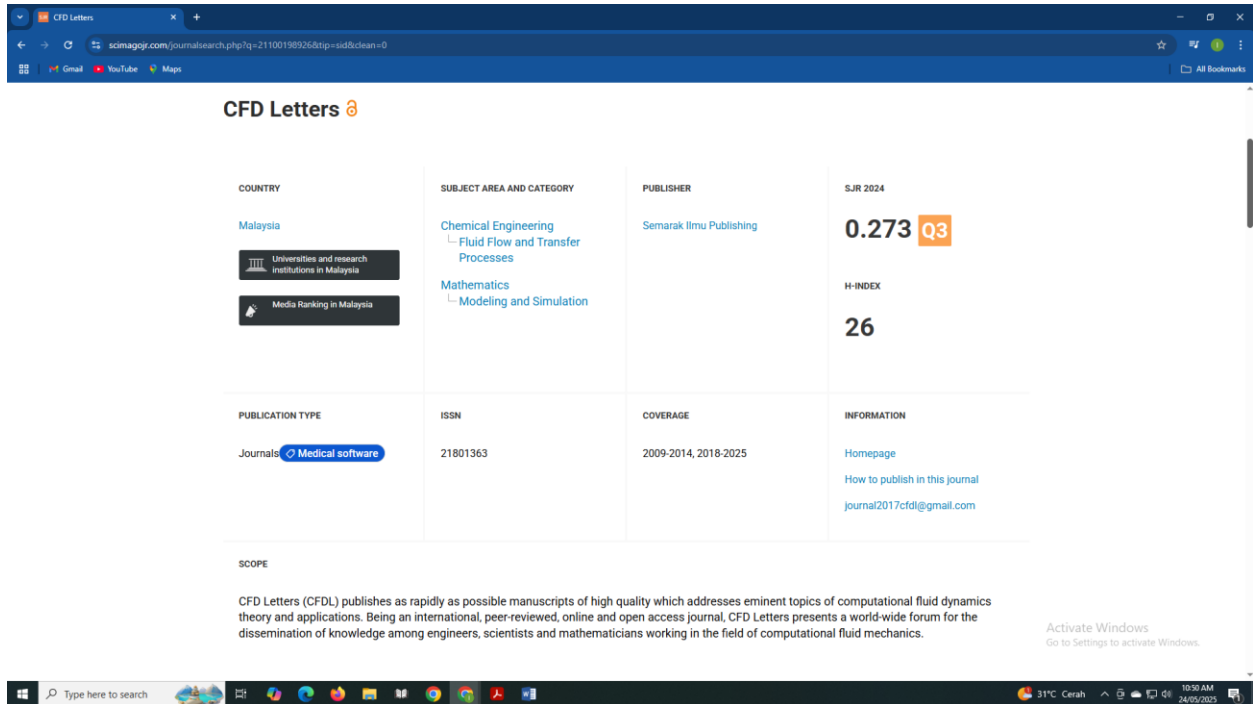 CFD Letters
scimagojr.com/journalsearch.php?q=21100198926&tip=sid&clean=0
Gmail YouTube Maps All Bookmarks
CFD Letters
COUNTRY
Malaysia
Universities and research
institutions in Malaysia
Media Ranking in Malaysia
SUBJECT AREA AND CATEGORY
Chemical Engineering
Fluid Flow and Transfer
Processes
Mathematics
Modeling and Simulation
PUBLISHER
Semarak Ilmu Publishing
SJR 2024
0.273 Q3
H-INDEX
26
PUBLICATION TYPE
Journals Medical software
ISSN
21801363
COVERAGE
2009-2014, 2018-2025
INFORMATION
Homepage
How to publish in this journal
journal2017cfdl@gmail.com
SCOPE
CFD Letters (CFDL) publishes as rapidly as possible manuscripts of high quality which addresses eminent topics of computational fluid dynamics
theory and applications. Being an international, peer-reviewed, online and open access journal, CFD Letters presents a world-wide forum for the
dissemination of knowledge among engineers, scientists and mathematicians working in the field of computational fluid mechanics.
Activate Windows
Go to Settings to activate Windows.
Type here to search
31°C Cerah
10:50 AM
24/05/2025